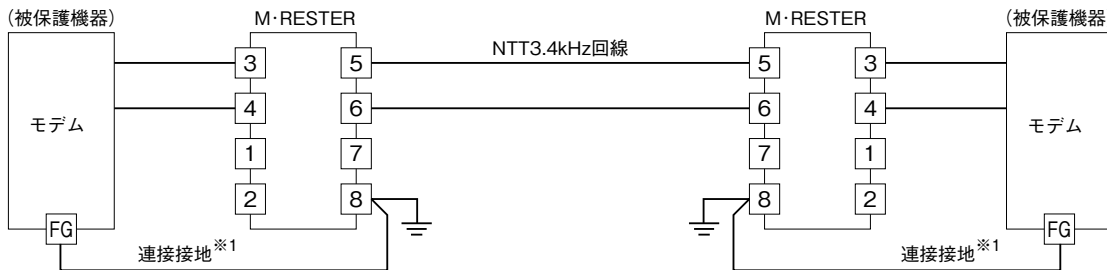 (被保護機器) M·RESTER M·RESTER (被保護機器
NTT3.4kHz回線
3 5 5 3
4 6 6 4
モデム モデム
1 7 7 1
2 8 8 2
FG FG
連接接地※1 連接接地※1